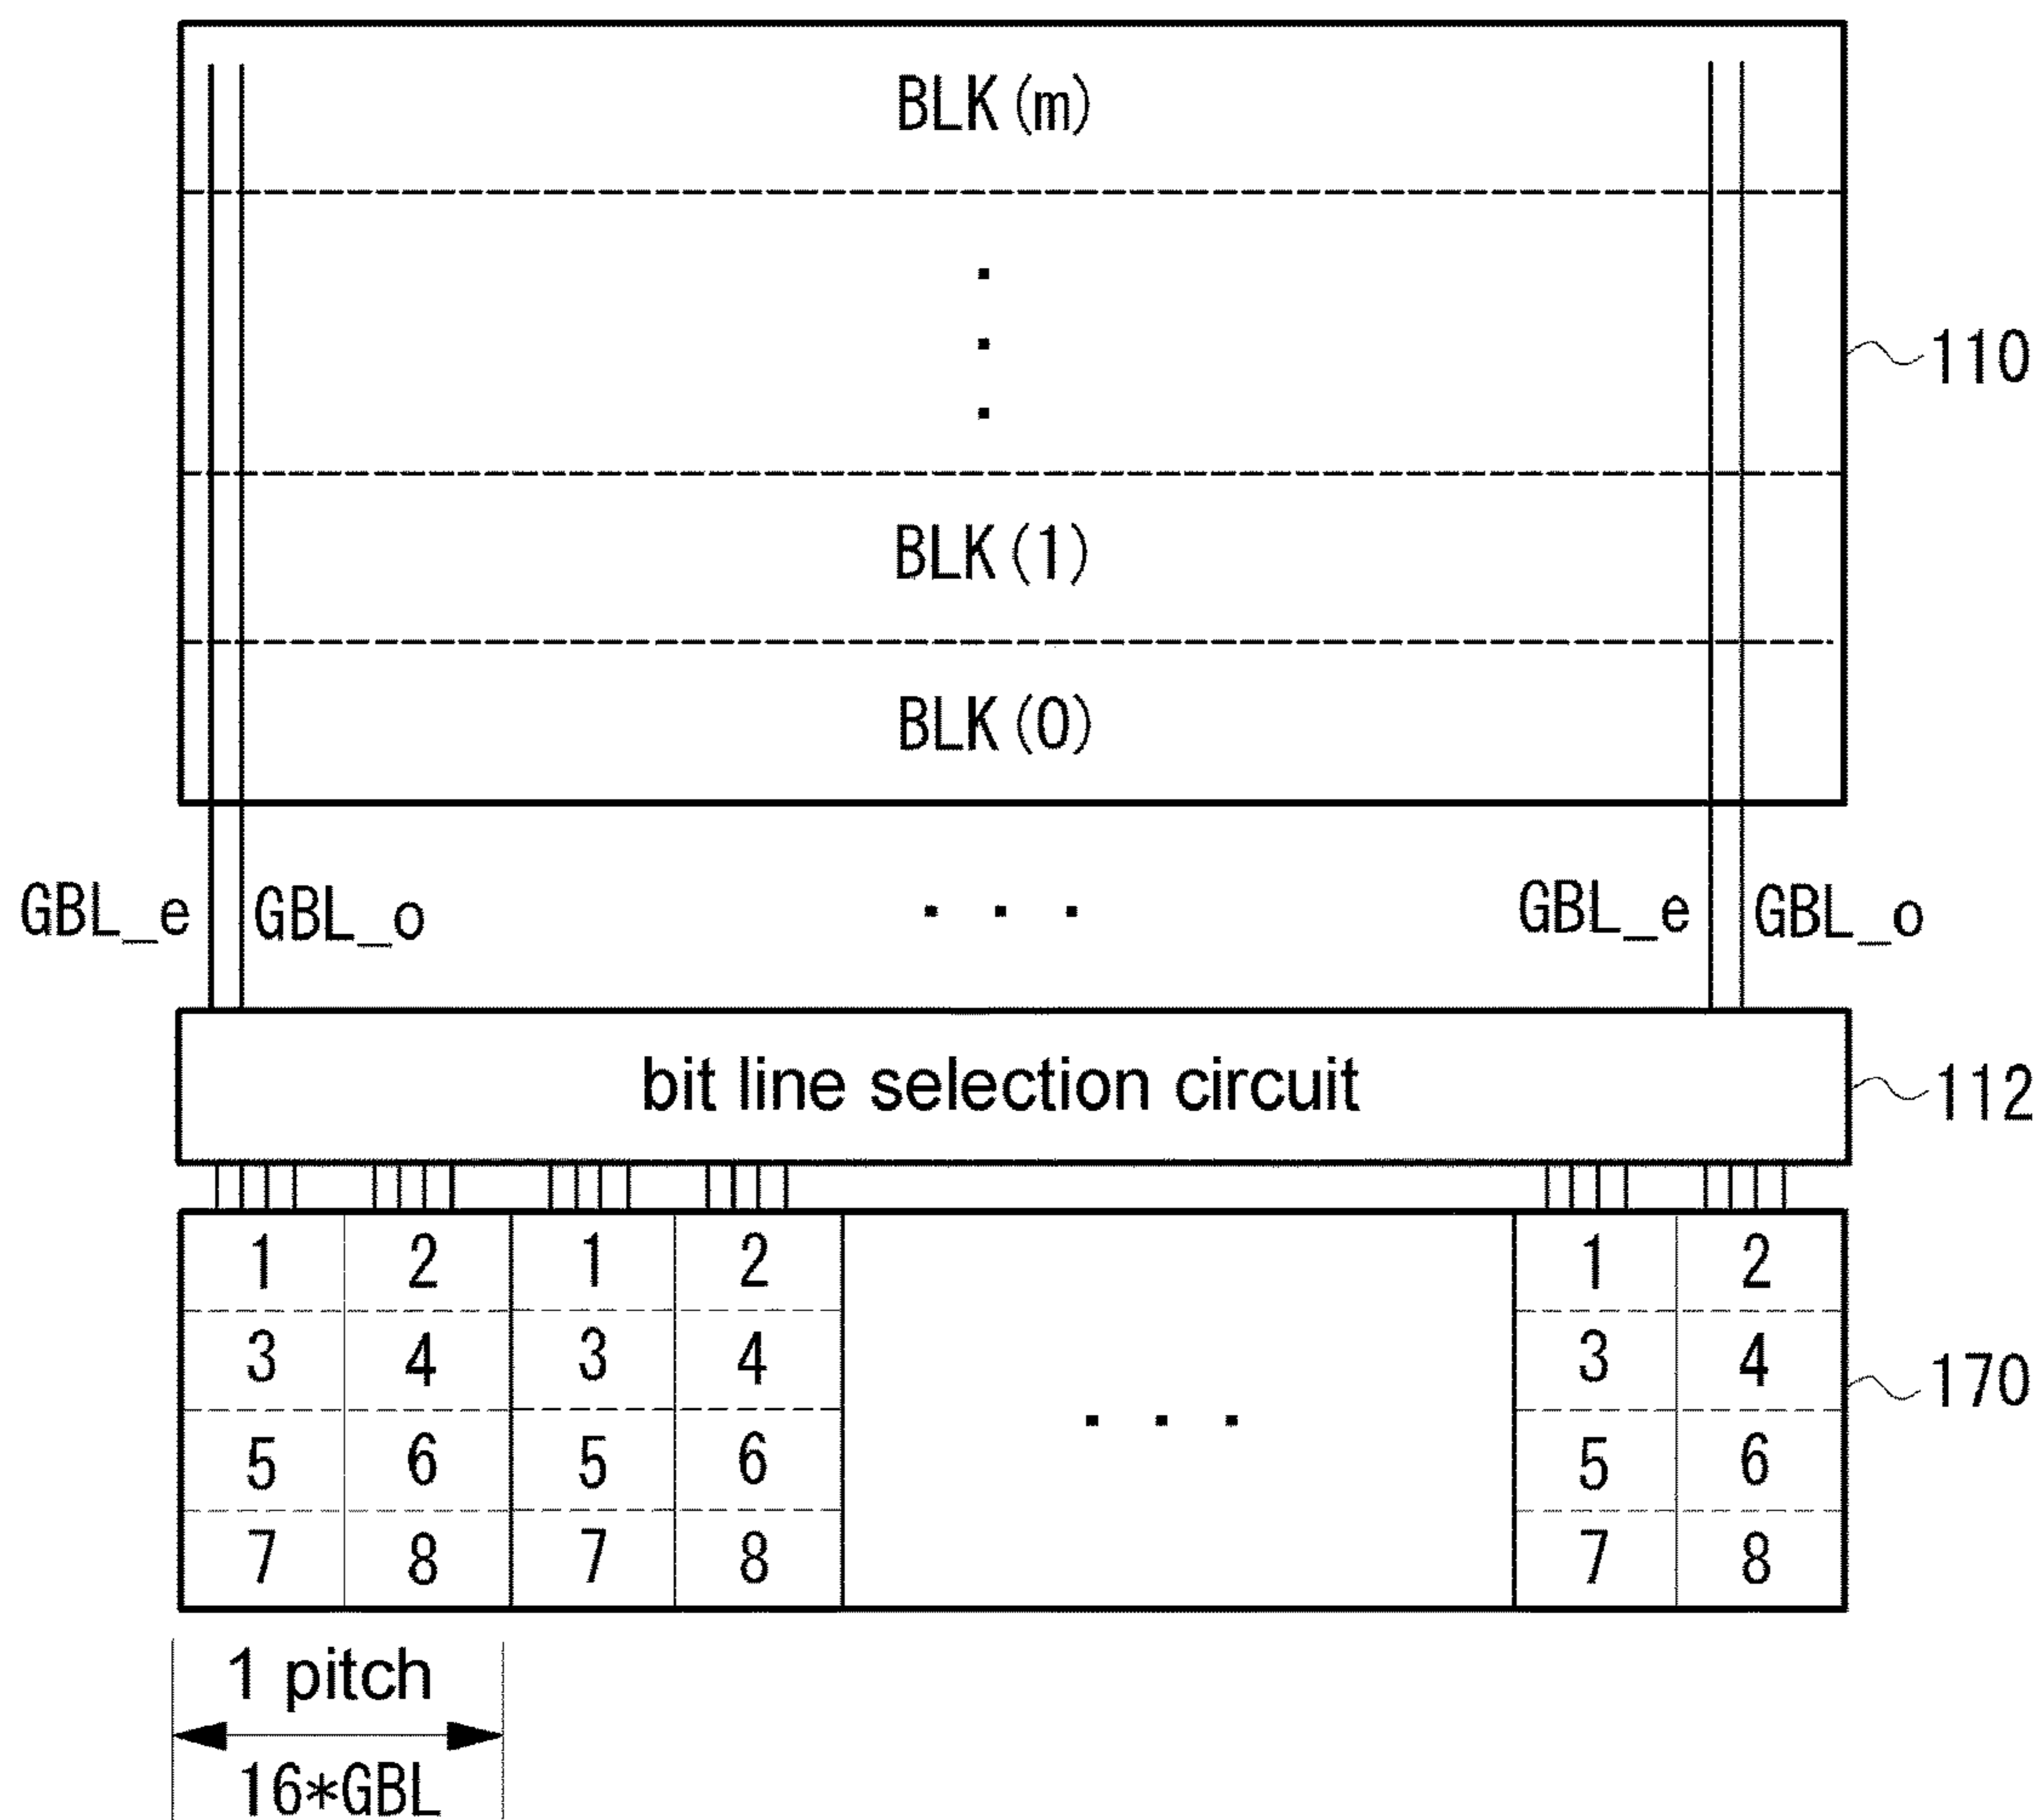 BLK(m)
110
BLK(1)
BLK(0)
GBL_e GBL_o GBL_e GBL_o
bit line selection circuit 112
1 2 1 2 1 2
3 4 3 4 3 4
170
5 6 5 6 5 6
7 8 7 8 7 8
1 pitch
16*GBL